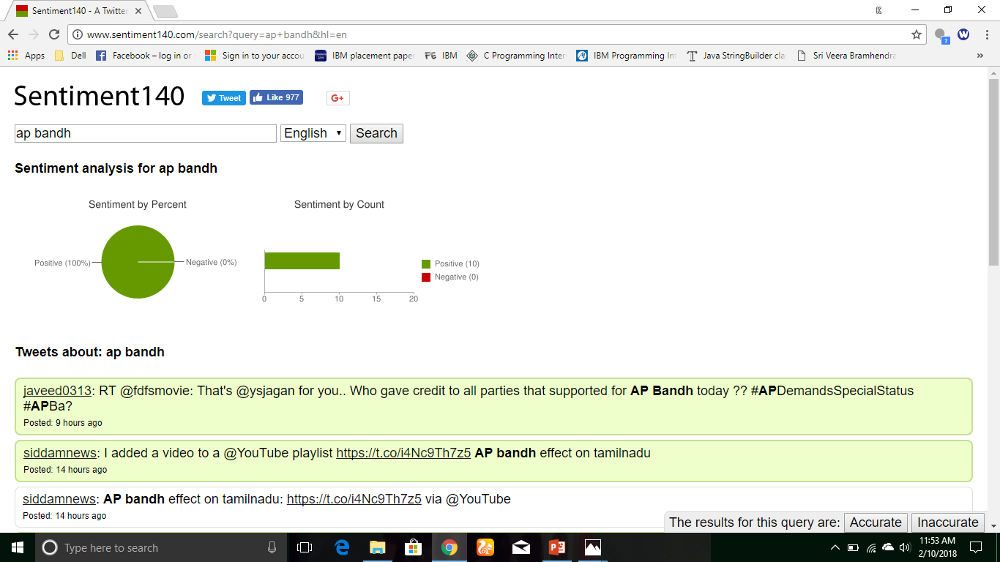 Sentiment140 - A Twitter
www.sentiment140.com/search?query=ap+bandh&hl=en
Apps Dell Facebook – log in or Sign in to your accou IBM placement paper IBM C Programming Inter IBM Programming In Java StringBuilder cla Sri Veera Bramhendra »
Sentiment140 Tweet Like 977 G+
ap bandh English Search
Sentiment analysis for ap bandh
Sentiment by Percent Sentiment by Count
Positive (100%) Negative (0%) Positive (10)
Negative (0)
0 5 10 15 20
Tweets about: ap bandh
javeed0313: RT @fdfsmovie: That's @ysjagan for you.. Who gave credit to all parties that supported for AP Bandh today ?? #APDemandsSpecialStatus
#APBa?
Posted: 9 hours ago
siddamnews: I added a video to a @YouTube playlist https://t.co/i4Nc9Th7z5 AP bandh effect on tamilnadu
Posted: 14 hours ago
siddamnews: AP bandh effect on tamilnadu: https://t.co/i4Nc9Th7z5 via @YouTube
Posted: 14 hours ago
The results for this query are: Accurate Inaccurate
Type here to search
11:53 AM
2/10/2018